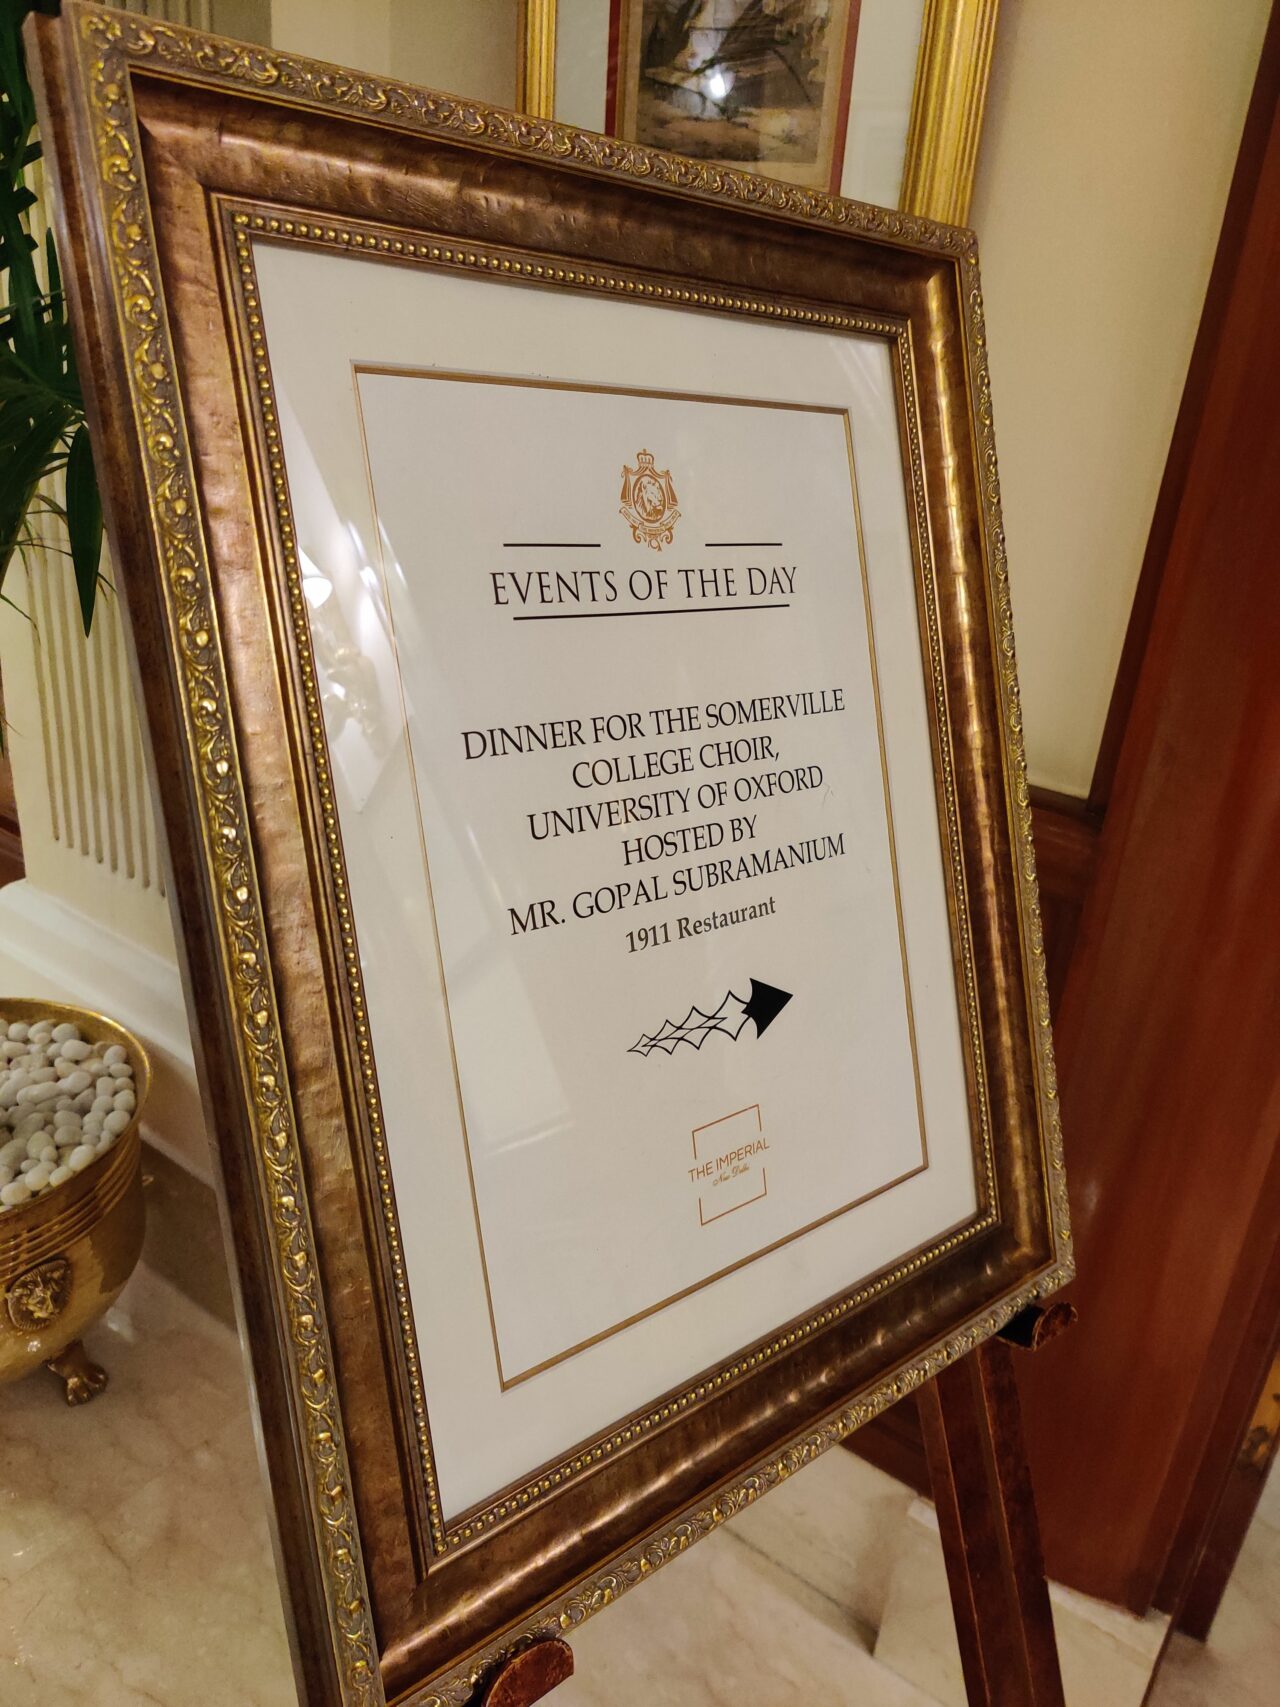 EVENTS OF THE DAY
DINNER FOR THE SOMERVILLE
COLLEGE CHOIR,
UNIVERSITY OF OXFORD
HOSTED BY
MR. GOPAL SUBRAMANIUM
1911 Restaurant
THE IMPERIAL
New Delhi